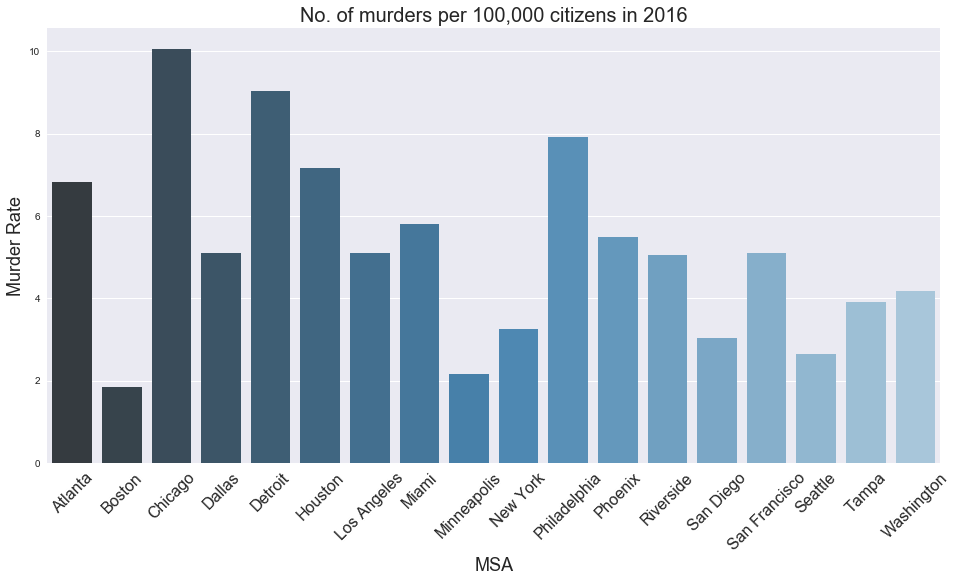 No. of murders per 100,000 citizens in 2016
10
8
6
4
2
0
Murder Rate
Atlanta
Boston
Chicago
Dallas
Detroit
Houston
Los Angeles
Miami
Minneapolis
New York
Philadelphia
Phoenix
Riverside
San Diego
San Francisco
Seattle
Tampa
Washington
MSA